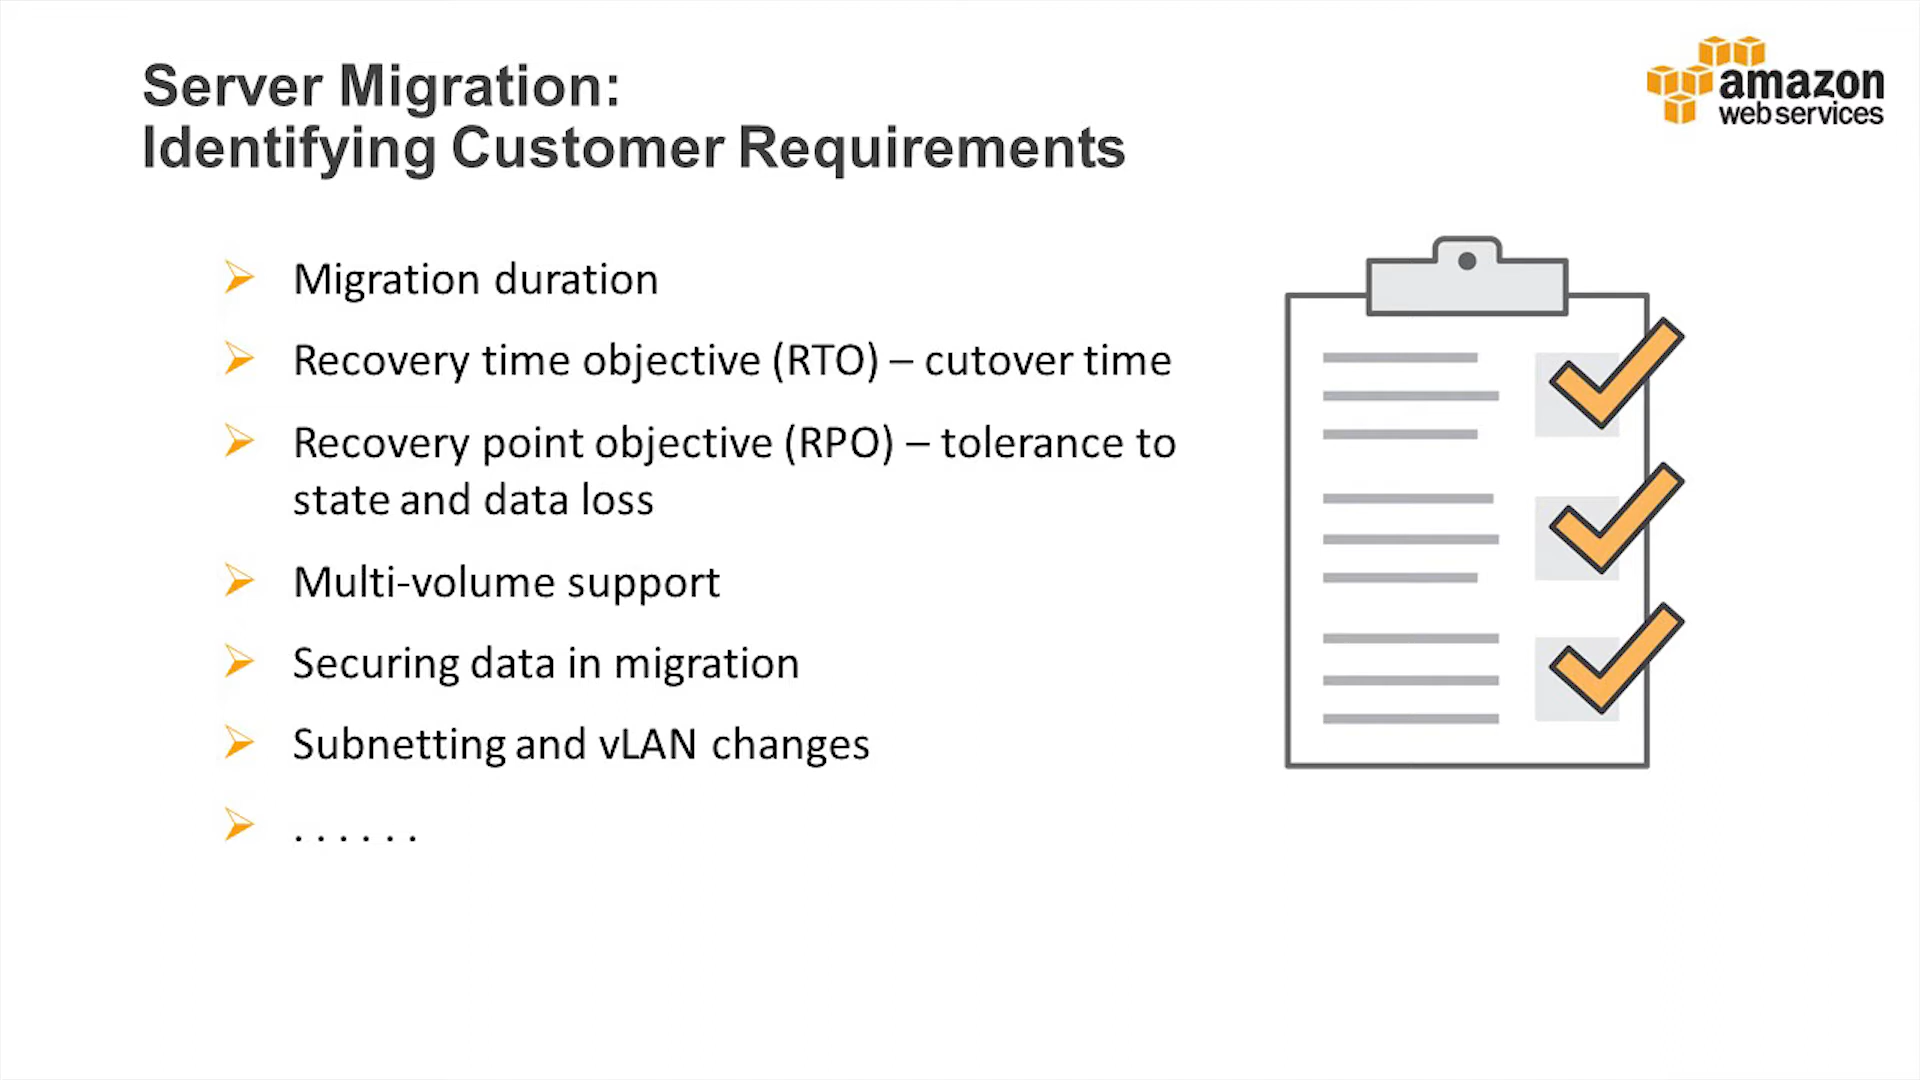 Server Migration:
Identifying Customer Requirements
amazon
web services
Migration duration
Recovery time objective (RTO) – cutover time
Recovery point objective (RPO) – tolerance to
state and data loss
Multi-volume support
Securing data in migration
Subnetting and vLAN changes
. . . . . .